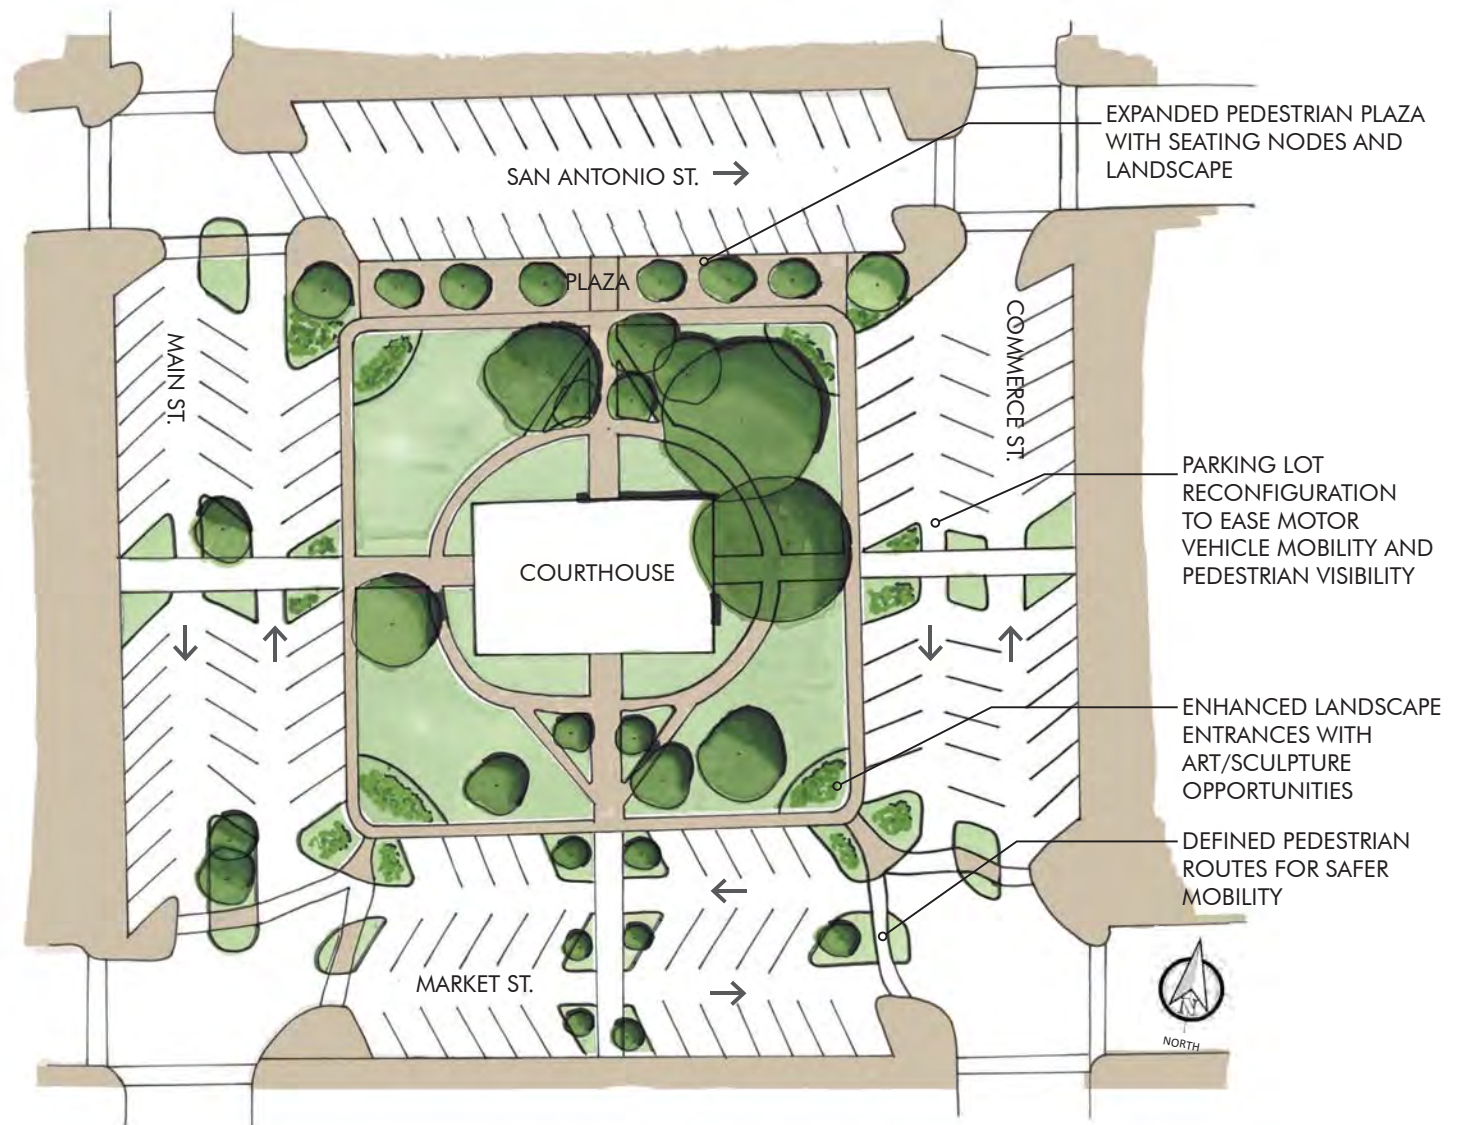 EXPANDED PEDESTRIAN PLAZA
WITH SEATING NODES AND
LANDSCAPE
SAN ANTONIO ST.
PLAZA
MAIN ST.
COMMERCE ST.
PARKING LOT
RECONFIGURATION
TO EASE MOTOR
VEHICLE MOBILITY AND
PEDESTRIAN VISIBILITY
COURTHOUSE
ENHANCED LANDSCAPE
ENTRANCES WITH
ART/SCULPTURE
OPPORTUNITIES
DEFINED PEDESTRIAN
ROUTES FOR SAFER
MOBILITY
MARKET ST.
N
NORTH